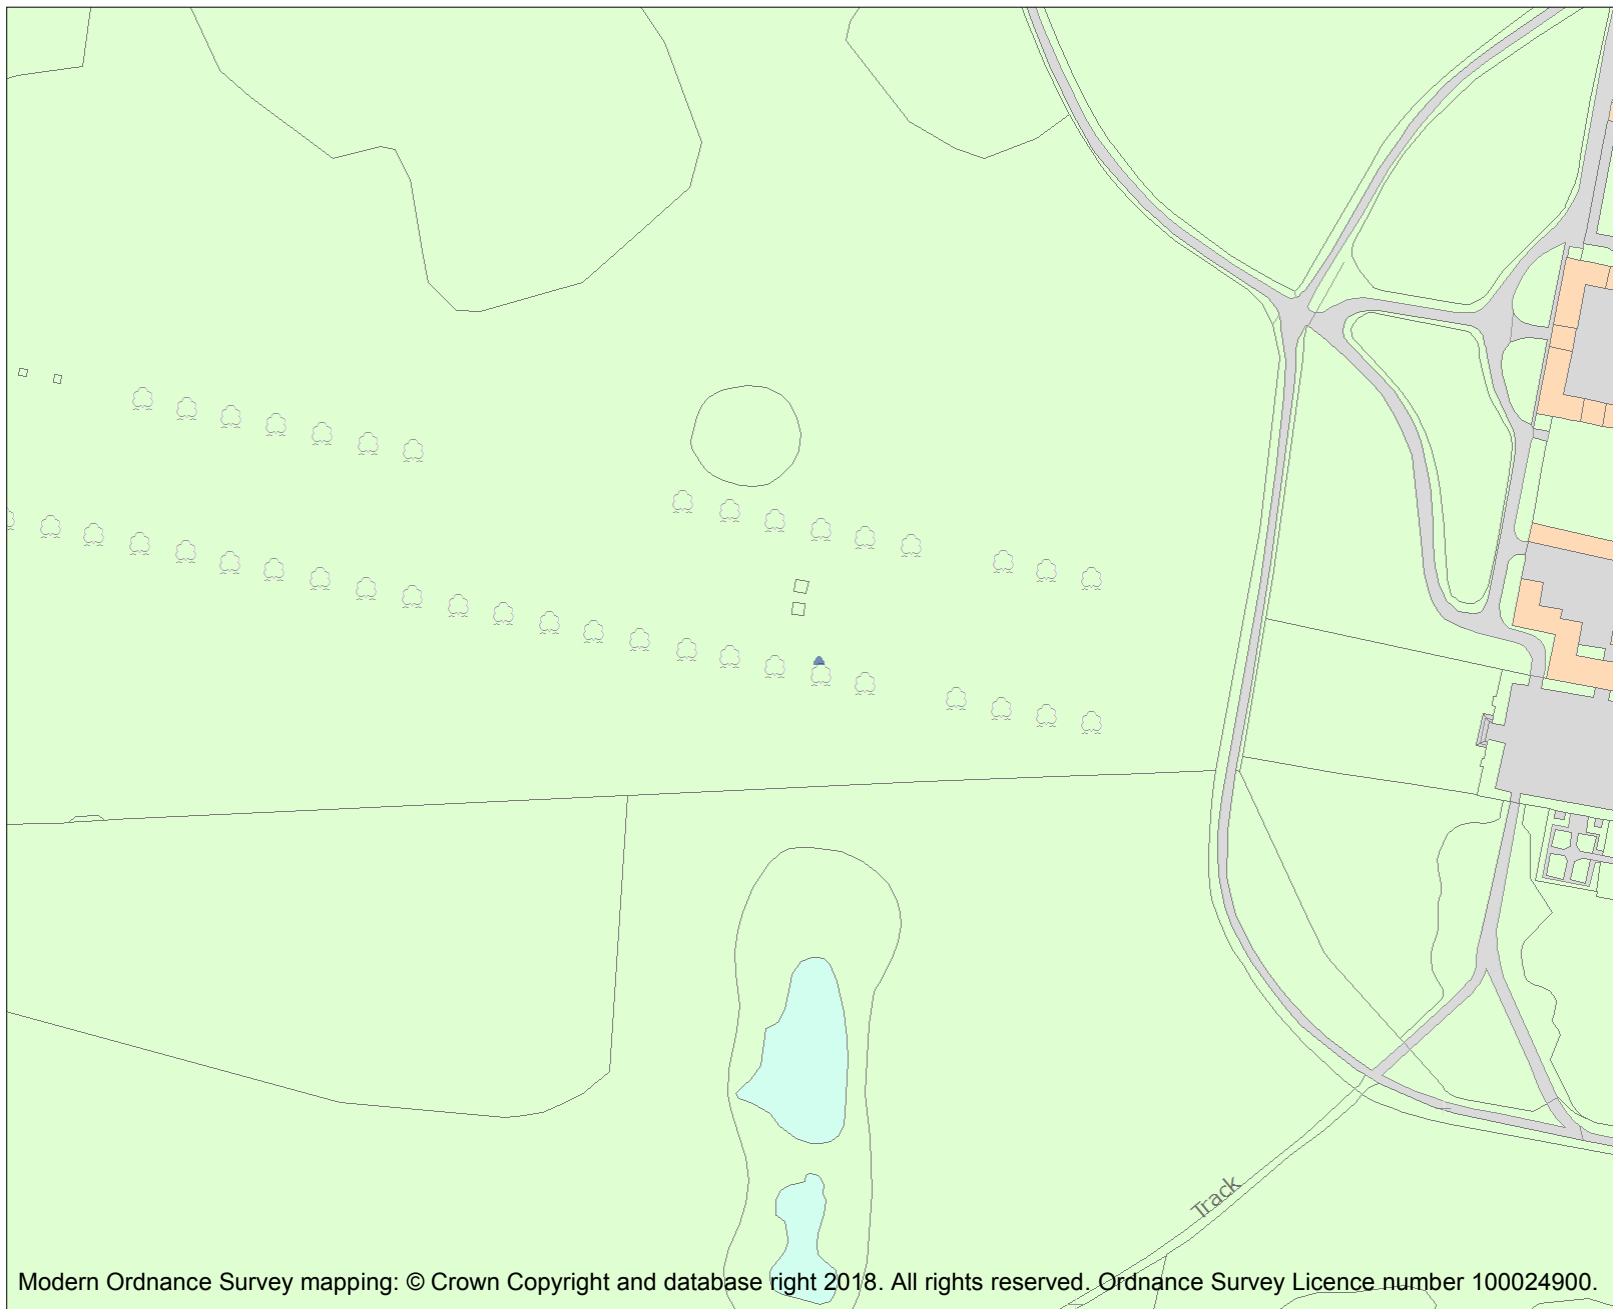 Track
Modern Ordnance Survey mapping: © Crown Copyright and database right 2018. All rights reserved. Ordnance Survey Licence number 100024900.